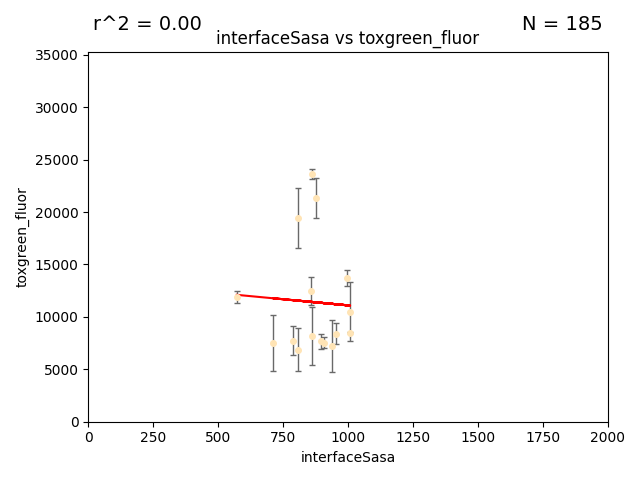 r^2 = 0.00
N = 185
interfaceSasa vs toxgreen_fluor
35000
30000
25000
20000
15000
10000
5000
0
toxgreen_fluor
0 250 500 750 1000 1250 1500 1750 2000
interfaceSasa